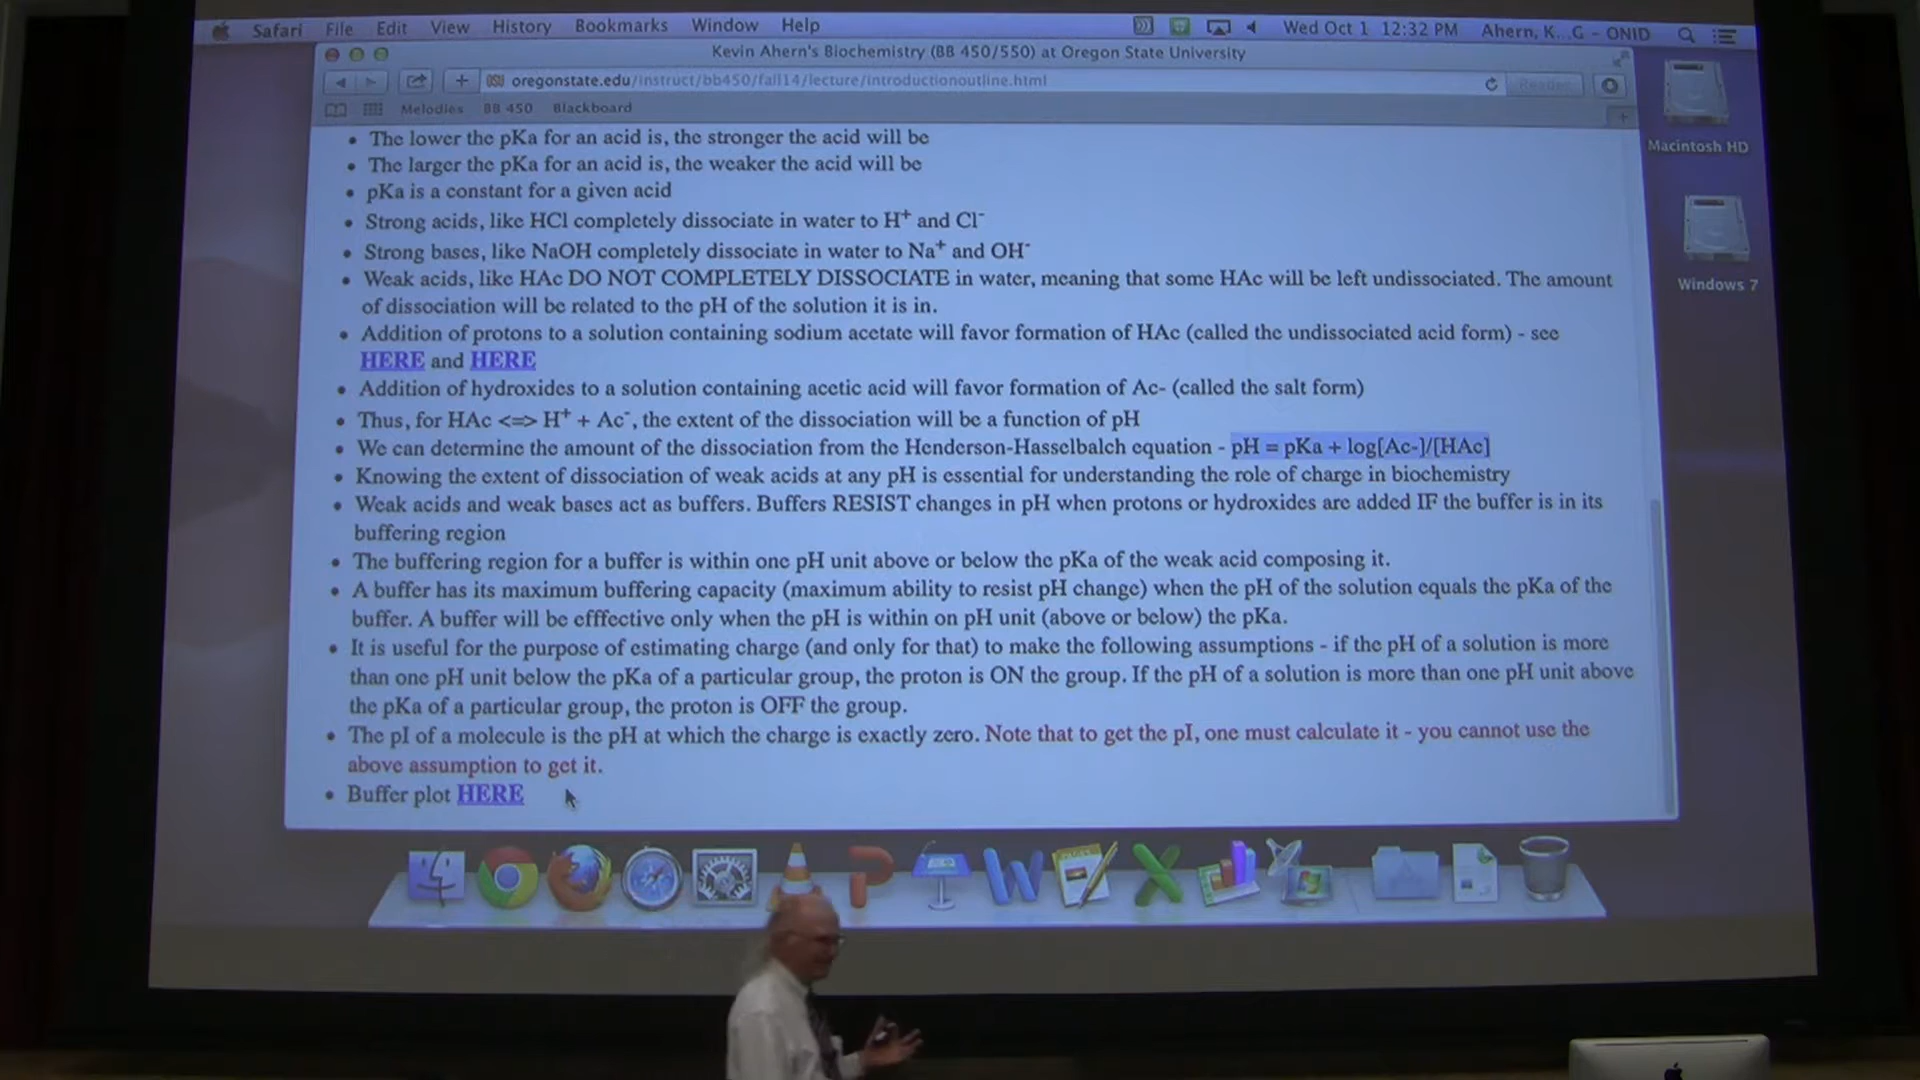 Safari File Edit View History Bookmarks Window Help Wed Oct 1 12:32 PM Ahern, K...G - ONID
Kevin Ahern's Biochemistry (BB 450/550) at Oregon State University
oregonstate.edu/instruct/bb450/fall14/lecture/introductionoutline.html Reader
Melodies BB 450 Blackboard
• The lower the pKa for an acid is, the stronger the acid will be
• The larger the pKa for an acid is, the weaker the acid will be
• pKa is a constant for a given acid
• Strong acids, like HCl completely dissociate in water to H⁺ and Cl⁻
• Strong bases, like NaOH completely dissociate in water to Na⁺ and OH⁻
• Weak acids, like HAc DO NOT COMPLETELY DISSOCIATE in water, meaning that some HAc will be left undissociated. The amount
of dissociation will be related to the pH of the solution it is in.
• Addition of protons to a solution containing sodium acetate will favor formation of HAc (called the undissociated acid form) - see
HERE and HERE
• Addition of hydroxides to a solution containing acetic acid will favor formation of Ac- (called the salt form)
• Thus, for HAc <=> H⁺ + Ac⁻, the extent of the dissociation will be a function of pH
• We can determine the amount of the dissociation from the Henderson-Hasselbalch equation - pH = pKa + log[Ac-]/[HAc]
• Knowing the extent of dissociation of weak acids at any pH is essential for understanding the role of charge in biochemistry
• Weak acids and weak bases act as buffers. Buffers RESIST changes in pH when protons or hydroxides are added IF the buffer is in its
buffering region
• The buffering region for a buffer is within one pH unit above or below the pKa of the weak acid composing it.
• A buffer has its maximum buffering capacity (maximum ability to resist pH change) when the pH of the solution equals the pKa of the
buffer. A buffer will be efffective only when the pH is within on pH unit (above or below) the pKa.
• It is useful for the purpose of estimating charge (and only for that) to make the following assumptions - if the pH of a solution is more
than one pH unit below the pKa of a particular group, the proton is ON the group. If the pH of a solution is more than one pH unit above
the pKa of a particular group, the proton is OFF the group.
• The pI of a molecule is the pH at which the charge is exactly zero. Note that to get the pI, one must calculate it - you cannot use the
above assumption to get it.
• Buffer plot HERE
Macintosh HD
Windows 7